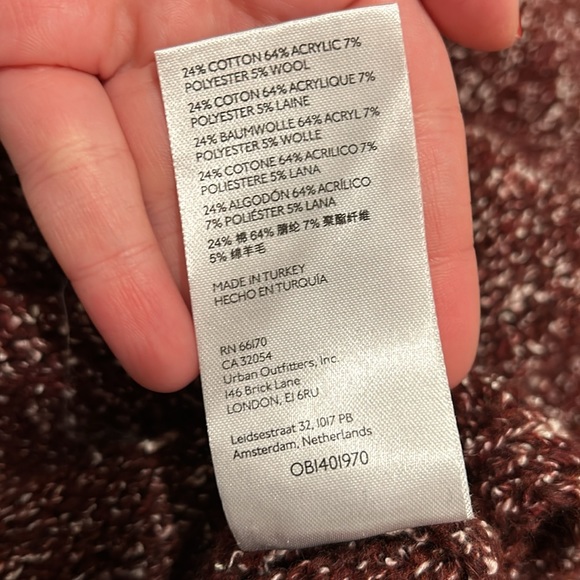 24% COTTON 64% ACRYLIC 7%
POLYESTER 5% WOOL
24% COTON 64% ACRYLIQUE 7%
POLYESTER 5% LAINE
24% BAUMWOLLE 64% ACRYL 7%
POLYESTER 5% WOLLE
24% COTONE 64% ACRILICO 7%
POLIESTERE 5% LANA
24% ALGODÓN 64% ACRÍLICO
7% POLIÉSTER 5% LANA
24% 棉 64% 腈纶 7% 聚酯纤维
5% 绵羊毛
MADE IN TURKEY
HECHO EN TURQUÍA
RN 66170
CA 32054
Urban Outfitters, Inc.
146 Brick Lane
LONDON, E1 6RU
Leidsestraat 32, 1017 PB
Amsterdam, Netherlands
OB1401970